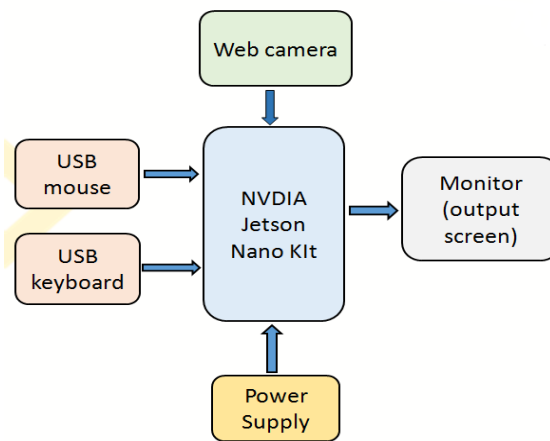 Web camera
USB
mouse
USB
keyboard
NVDIA
Jetson
Nano KIt
Monitor
(output
screen)
Power
Supply